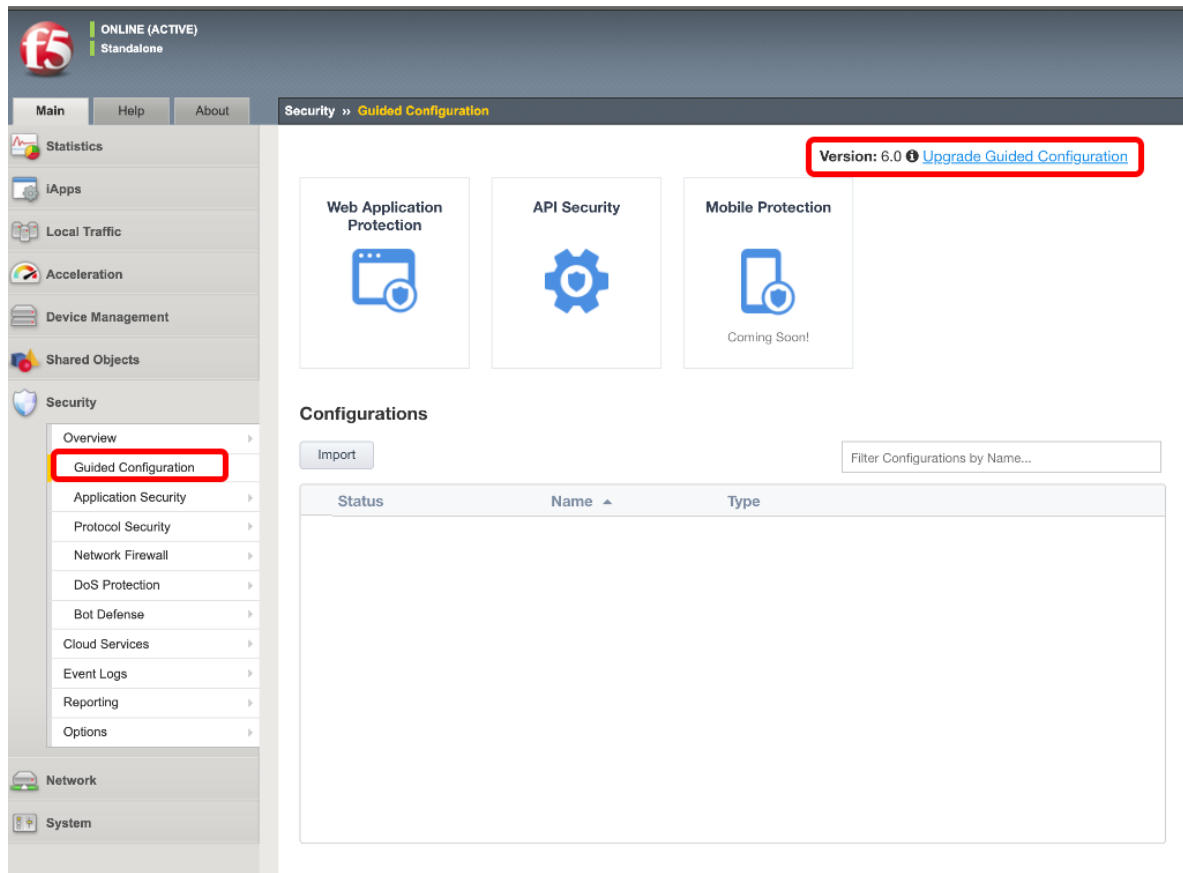 f5
ONLINE (ACTIVE)
Standalone
Main Help About
Security » Guided Configuration
Statistics
iApps
Local Traffic
Acceleration
Device Management
Shared Objects
Security
Overview
Guided Configuration
Application Security
Protocol Security
Network Firewall
DoS Protection
Bot Defense
Cloud Services
Event Logs
Reporting
Options
Network
System
Version: 6.0 Upgrade Guided Configuration
Web Application
Protection
API Security
Mobile Protection
Coming Soon!
Configurations
Import
Filter Configurations by Name...
Status Name Type